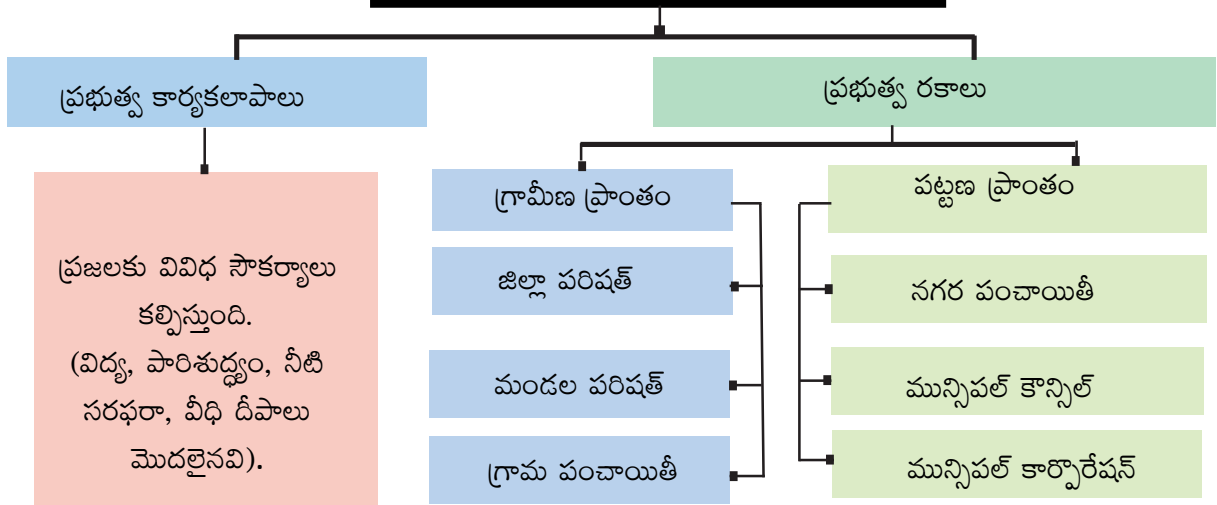 ప్రభుత్వ కార్యకలాపాలు
ప్రభుత్వ రకాలు
ప్రజలకు వివిధ సౌకర్యాలు
కల్పిస్తుంది.
(విద్య, పారిశుద్ధ్యం, నీటి
సరఫరా, వీధి దీపాలు
మొదలైనవి).
గ్రామీణ ప్రాంతం
జిల్లా పరిషత్
మండల పరిషత్
గ్రామ పంచాయితీ
పట్టణ ప్రాంతం
నగర పంచాయితీ
మున్సిపల్ కౌన్సిల్
మున్సిపల్ కార్పొరేషన్